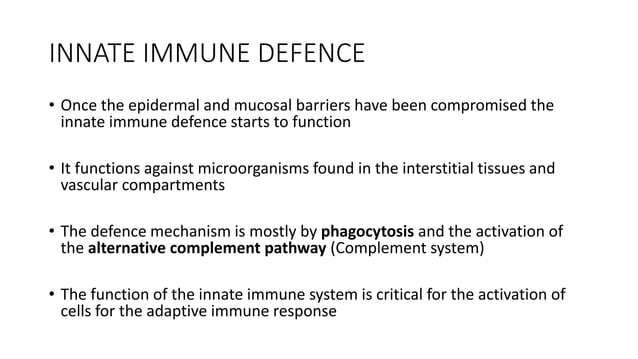 INNATE IMMUNE DEFENCE
• Once the epidermal and mucosal barriers have been compromised the
innate immune defence starts to function
• It functions against microorganisms found in the interstitial tissues and
vascular compartments
• The defence mechanism is mostly by phagocytosis and the activation of
the alternative complement pathway (Complement system)
• The function of the innate immune system is critical for the activation of
cells for the adaptive immune response